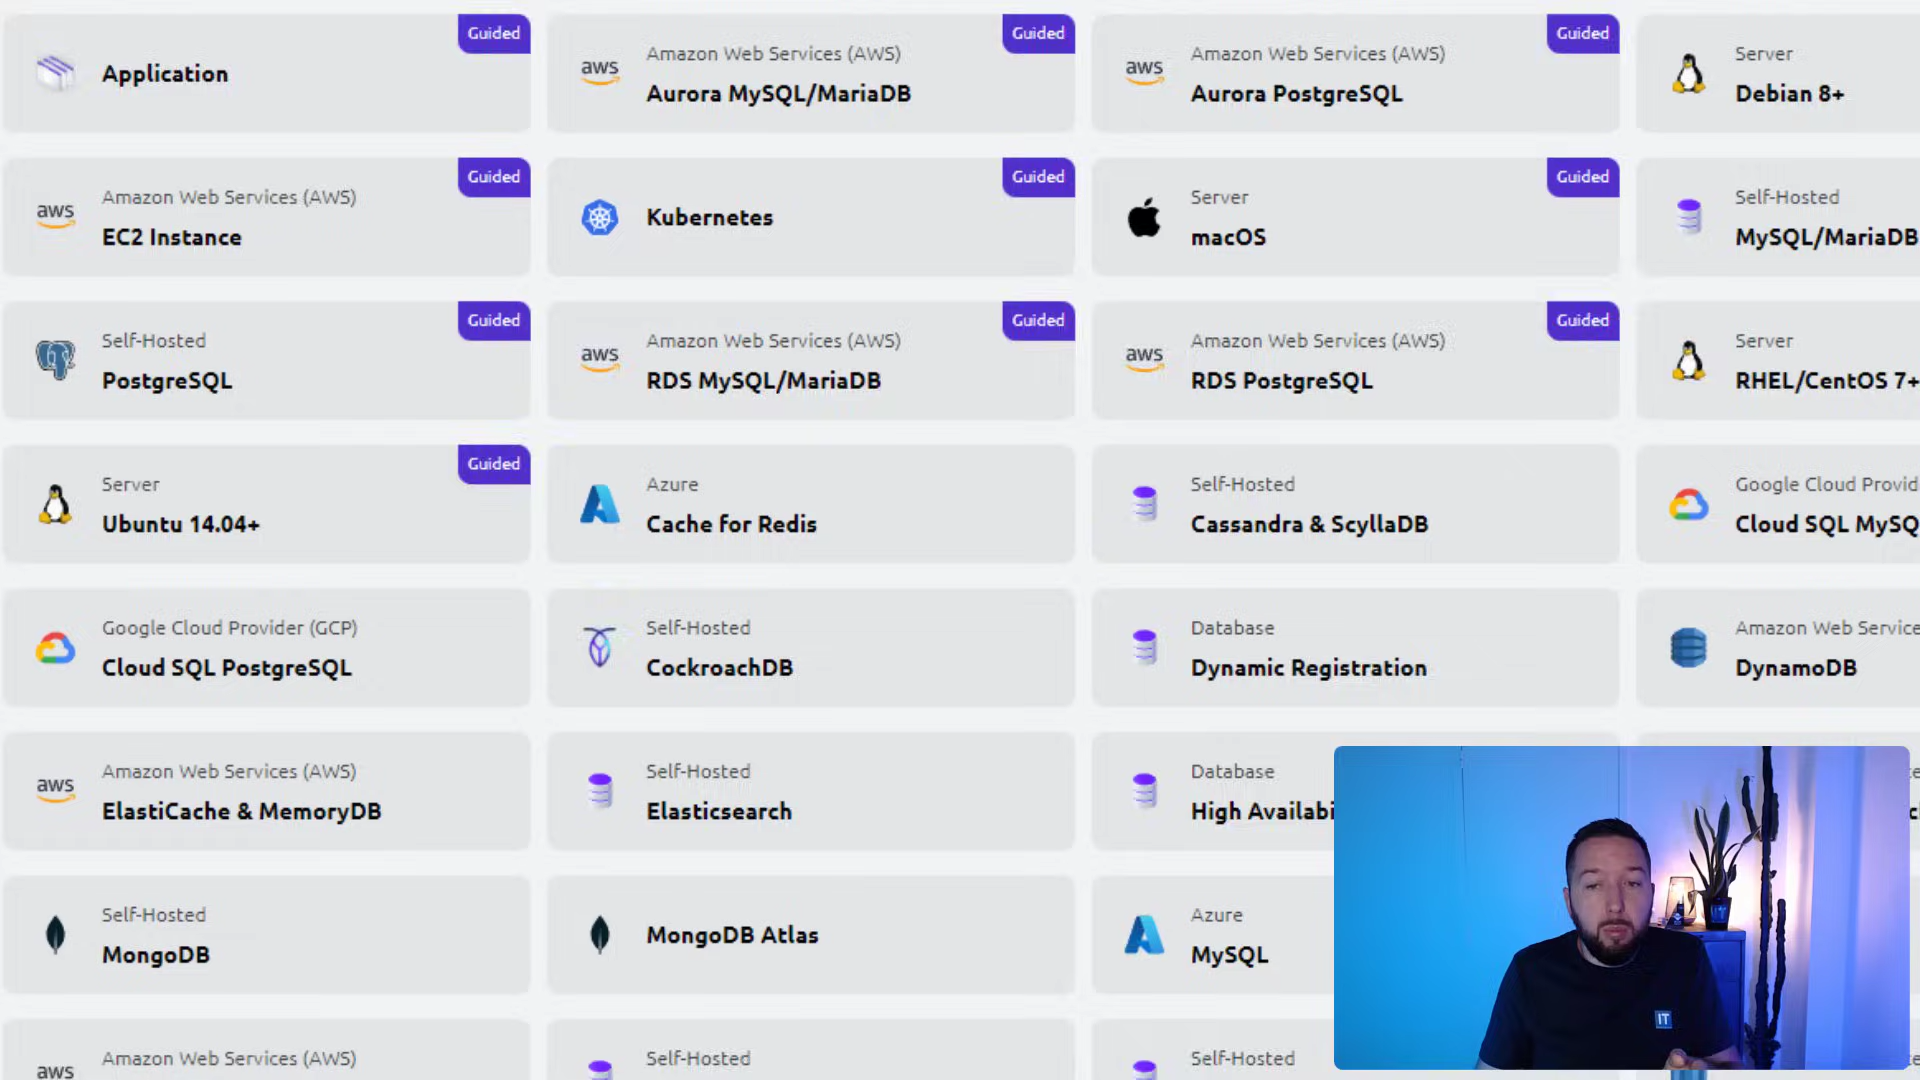 Guided
Application
Guided
aws
Amazon Web Services (AWS)
Aurora MySQL/MariaDB
Guided
aws
Amazon Web Services (AWS)
Aurora PostgreSQL
Server
Debian 8+
Guided
aws
Amazon Web Services (AWS)
EC2 Instance
Guided
Kubernetes
Guided
Server
macOS
Self-Hosted
MySQL/MariaDB
Guided
Self-Hosted
PostgreSQL
Guided
aws
Amazon Web Services (AWS)
RDS MySQL/MariaDB
Guided
aws
Amazon Web Services (AWS)
RDS PostgreSQL
Server
RHEL/CentOS 7+
Guided
Server
Ubuntu 14.04+
Azure
Cache for Redis
Self-Hosted
Cassandra & ScyllaDB
Google Cloud Provid
Cloud SQL MySQ
Google Cloud Provider (GCP)
Cloud SQL PostgreSQL
Self-Hosted
CockroachDB
Database
Dynamic Registration
Amazon Web Service
DynamoDB
aws
Amazon Web Services (AWS)
ElastiCache & MemoryDB
Self-Hosted
Elasticsearch
Database
High Availabi
Self-Hosted
MongoDB
MongoDB Atlas
Azure
MySQL
IT
aws
Amazon Web Services (AWS)
Self-Hosted
Self-Hosted